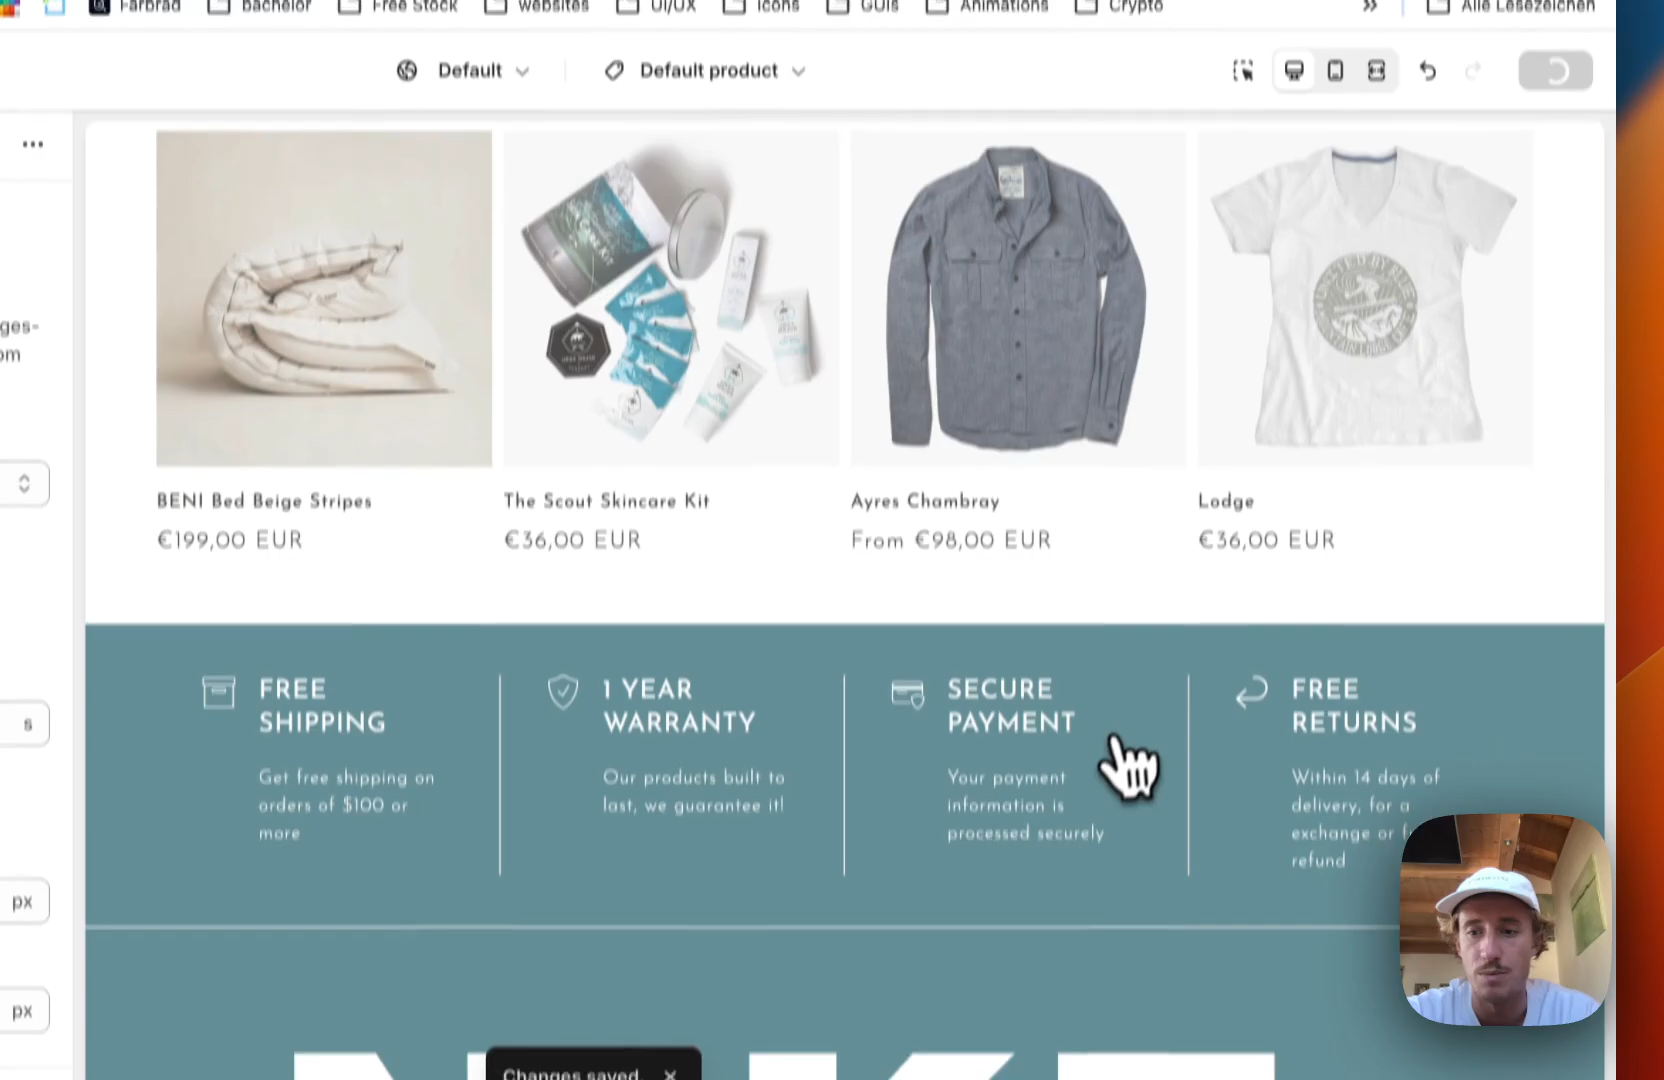 Farbrad
bachelor
Free Stock
websites
UI/UX
Icons
GUIs
Animations
Crypto
»
Alle Lesezeichen
Default
Default product
ges-
om
s
px
px
BENI Bed Beige Stripes
€199,00 EUR
The Scout Skincare Kit
€36,00 EUR
Ayres Chambray
From €98,00 EUR
Lodge
€36,00 EUR
FREE
SHIPPING
Get free shipping on
orders of $100 or
more
1 YEAR
WARRANTY
Our products built to
last, we guarantee it!
SECURE
PAYMENT
Your payment
information is
processed securely
FREE
RETURNS
Within 14 days of
delivery, for a
exchange or
refund
Changes saved